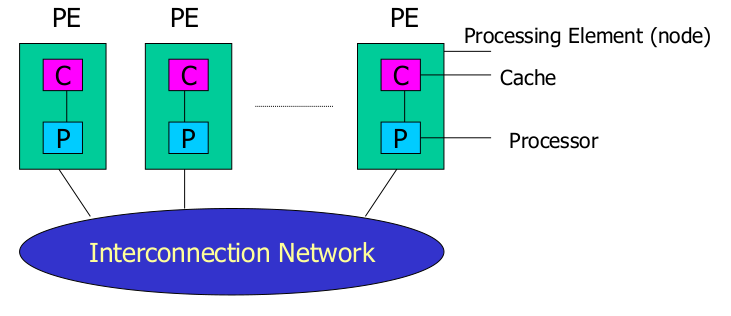 PE PE PE
Processing Element (node)
C C C Cache
P P P Processor
Interconnection Network